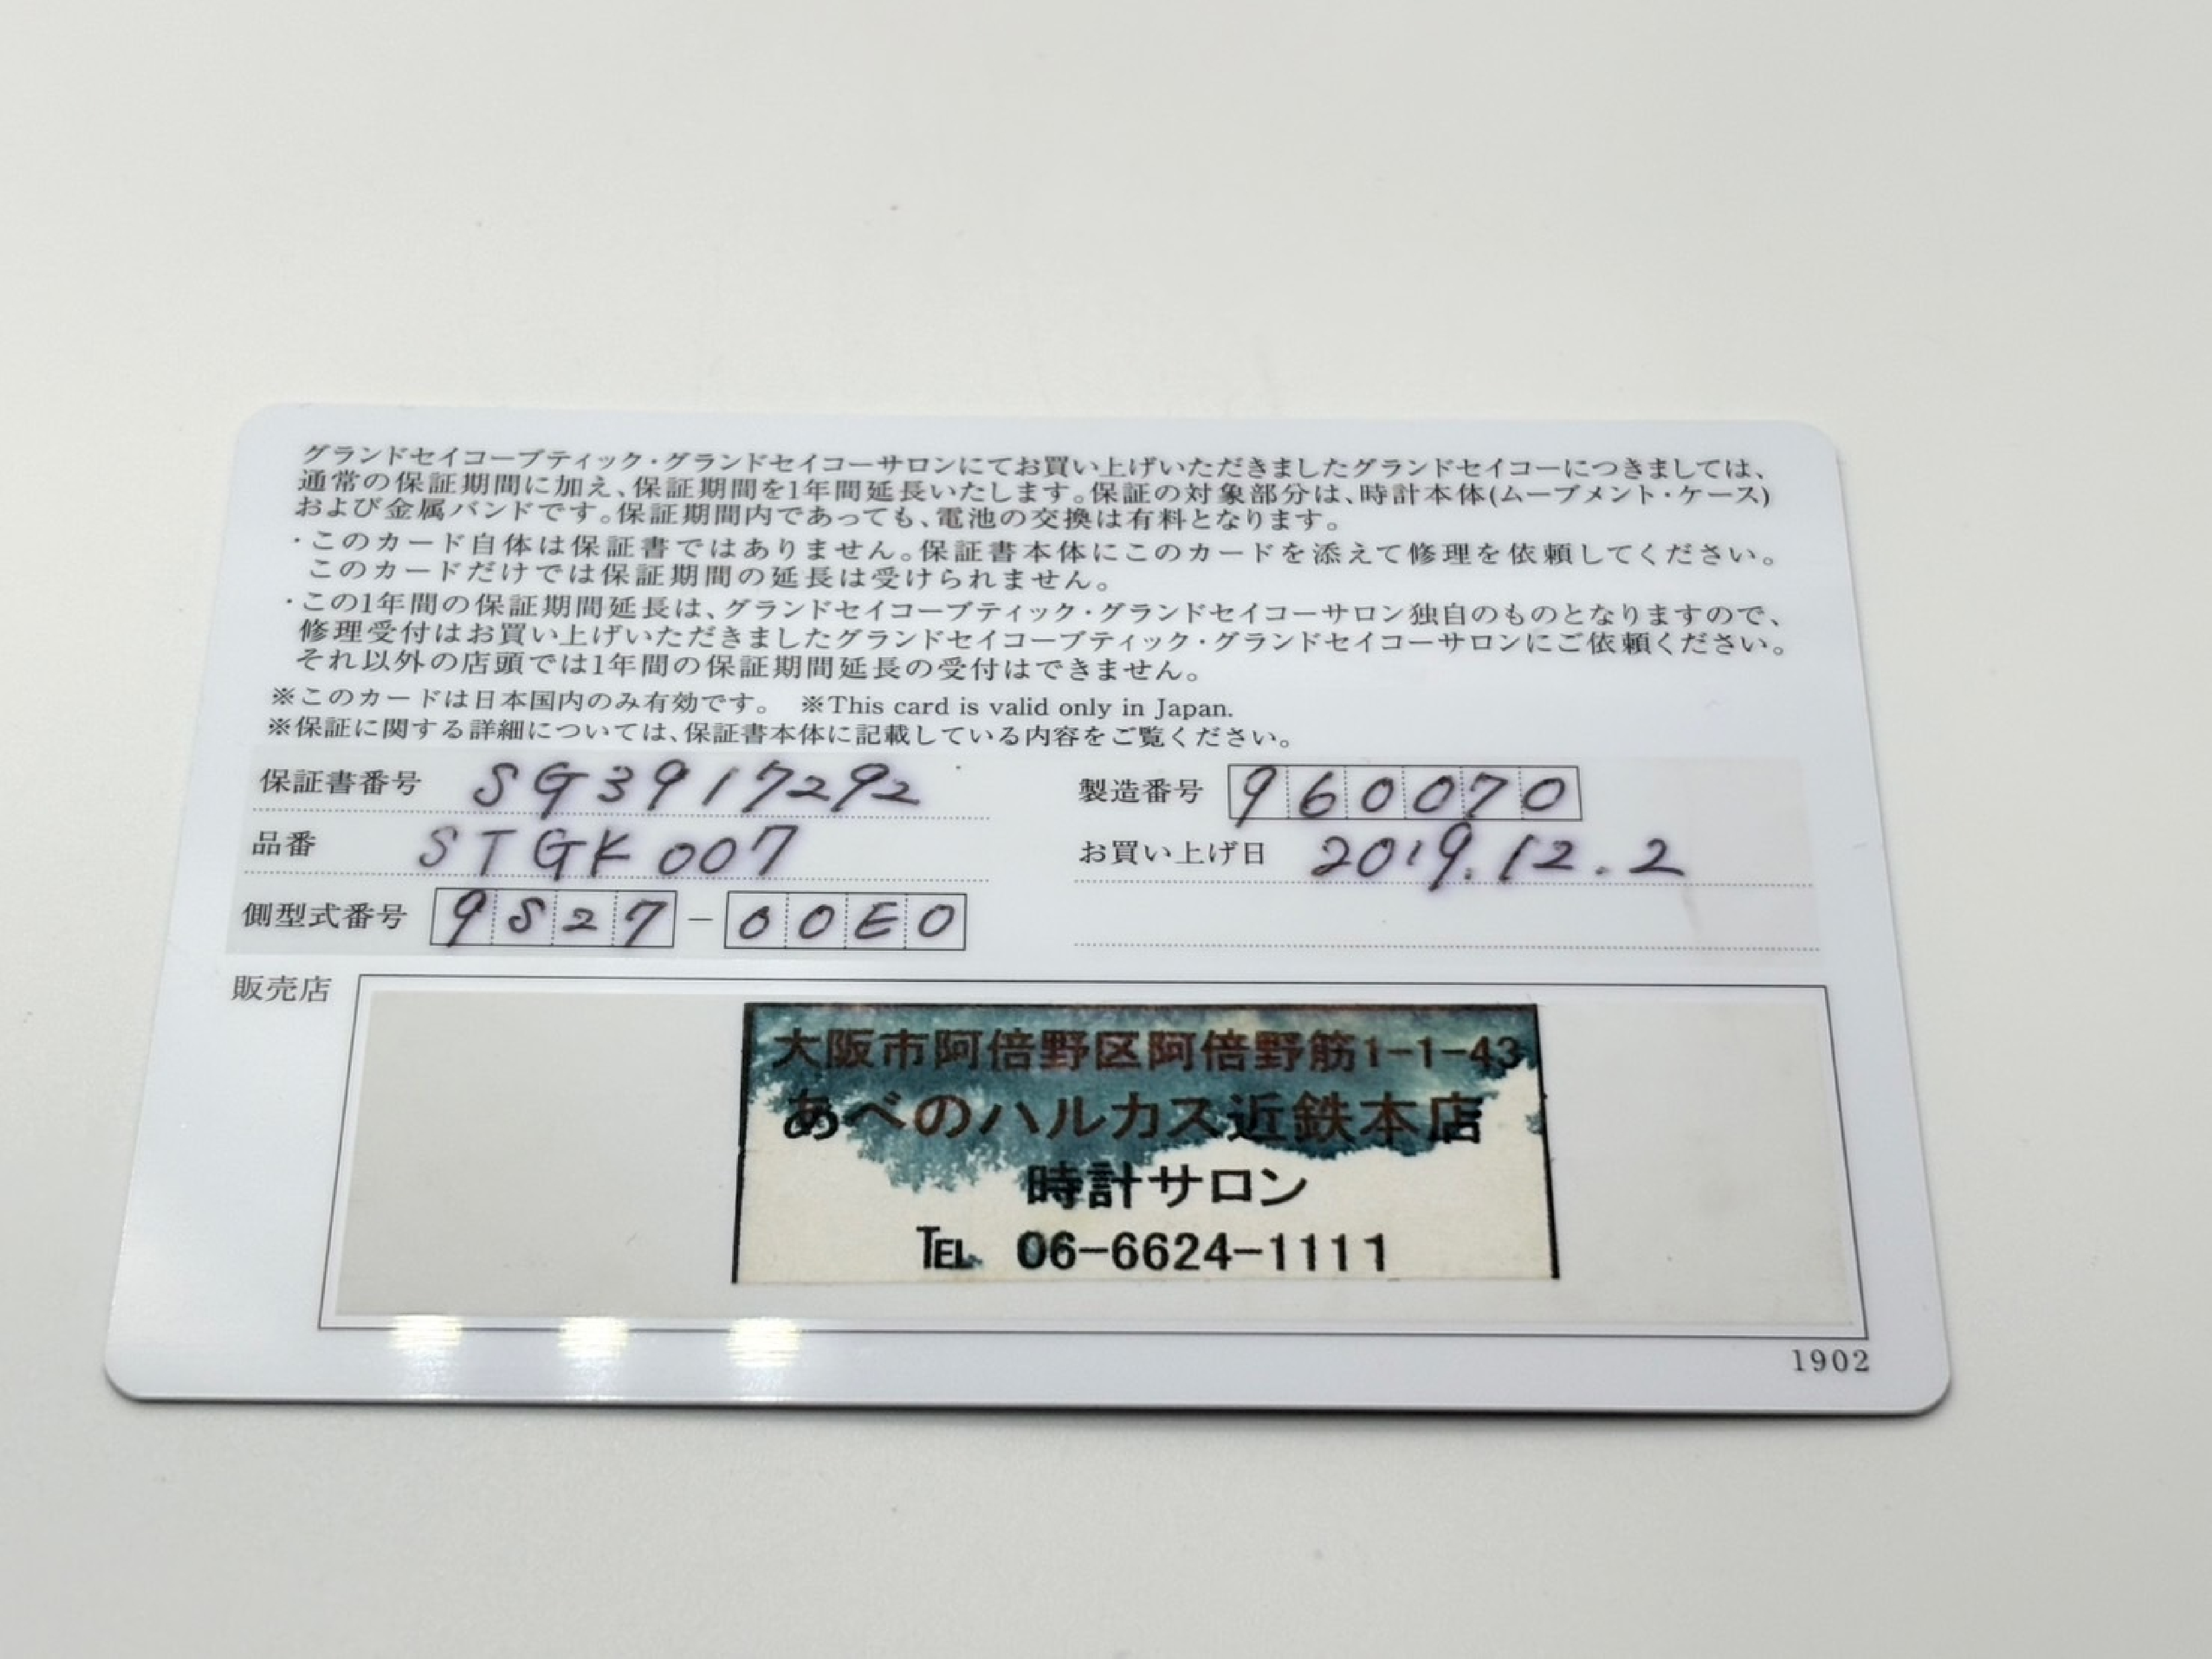 グランドセイコーブティック・グランドセイコーサロンにてお買い上げいただきましたグランドセイコーにつきましては、
通常の保証期間に加え、保証期間を1年間延長いたします。保証の対象部分は、時計本体(ムーブメント・ケース)
および金属バンドです。保証期間内であっても、電池の交換は有料となります。
・このカード自体は保証書ではありません。保証書本体にこのカードを添えて修理を依頼してください。
このカードだけでは保証期間の延長は受けられません。
・この1年間の保証期間延長は、グランドセイコーブティック・グランドセイコーサロン独自のものとなりますので、
修理受付はお買い上げいただきましたグランドセイコーブティック・グランドセイコーサロンにご依頼ください。
それ以外の店頭では1年間の保証期間延長の受付はできません。
※このカードは日本国内のみ有効です。 ※This card is valid only in Japan.
※保証に関する詳細については、保証書本体に記載している内容をご覧ください。
保証書番号 SG3917292 製造番号 960070
品番 STGK007 お買い上げ日 2019.12.2
側型式番号 9S27-00E0
販売店
大阪市阿倍野区阿倍野筋1-1-43
あべのハルカス近鉄本店
時計サロン
TEL 06-6624-1111
1902